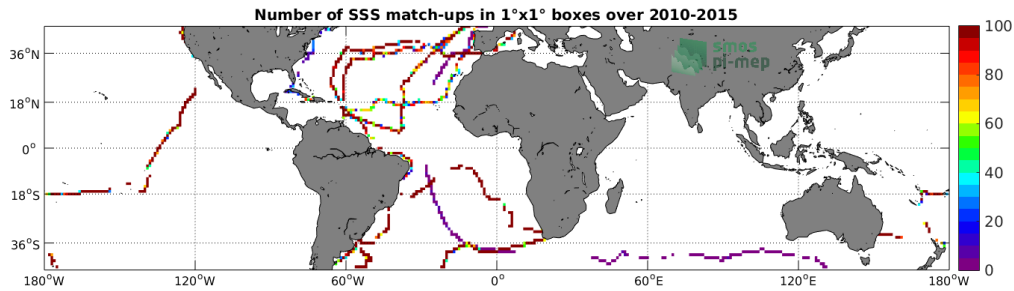 Number of SSS match-ups in 1°x1° boxes over 2010-2015
smos
pi-mep
36°N
18°N
0°
18°S
36°S
180°W 120°W 60°W 0° 60°E 120°E 180°W
100
80
60
40
20
0